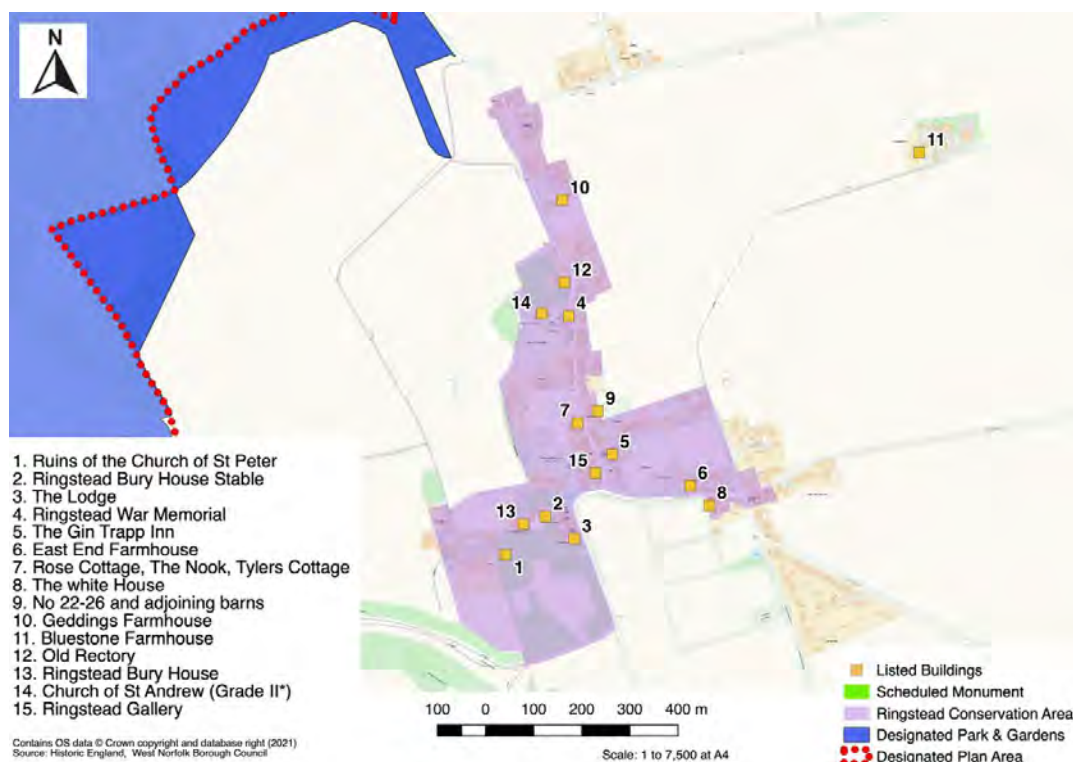 N
11
10
12
14
4
9
7
5
15
6
8
2
13
3
1
1. Ruins of the Church of St Peter
2. Ringstead Bury House Stable
3. The Lodge
4. Ringstead War Memorial
5. The Gin Trapp Inn
6. East End Farmhouse
7. Rose Cottage, The Nook, Tylers Cottage
8. The white House
9. No 22-26 and adjoining barns
10. Geddings Farmhouse
11. Bluestone Farmhouse
12. Old Rectory
13. Ringstead Bury House
14. Church of St Andrew (Grade II*)
15. Ringstead Gallery
Contains OS data © Crown copyright and database right (2021)
Source: Historic England, West Norfolk Borough Council
100 0 100 200 300 400 m
Scale: 1 to 7,500 at A4
Listed Buildings
Scheduled Monument
Ringstead Conservation Area
Designated Park & Gardens
Designated Plan Area